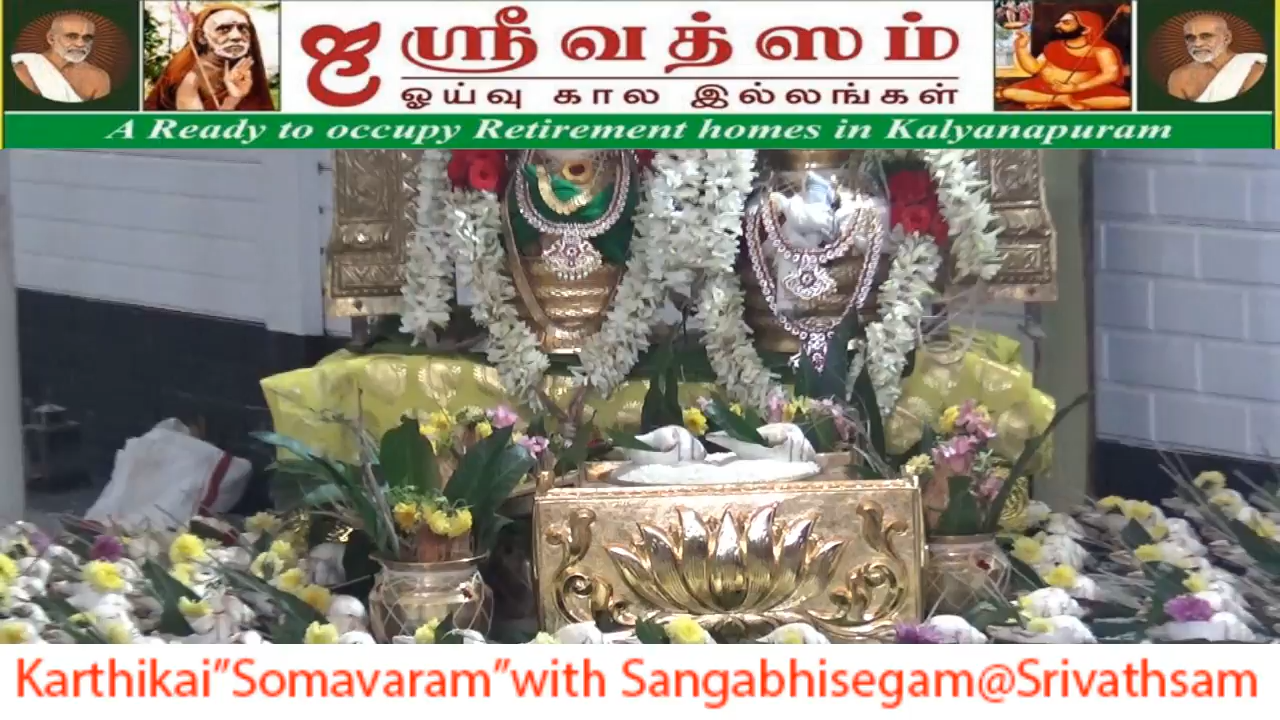 ஸ்ரீ வத்ஸம்
ஓய்வு கால இல்லங்கள்
A Ready to occupy Retirement homes in Kalyanapuram
Karthikai"Somavaram"with Sangabhisegam@Srivathsam